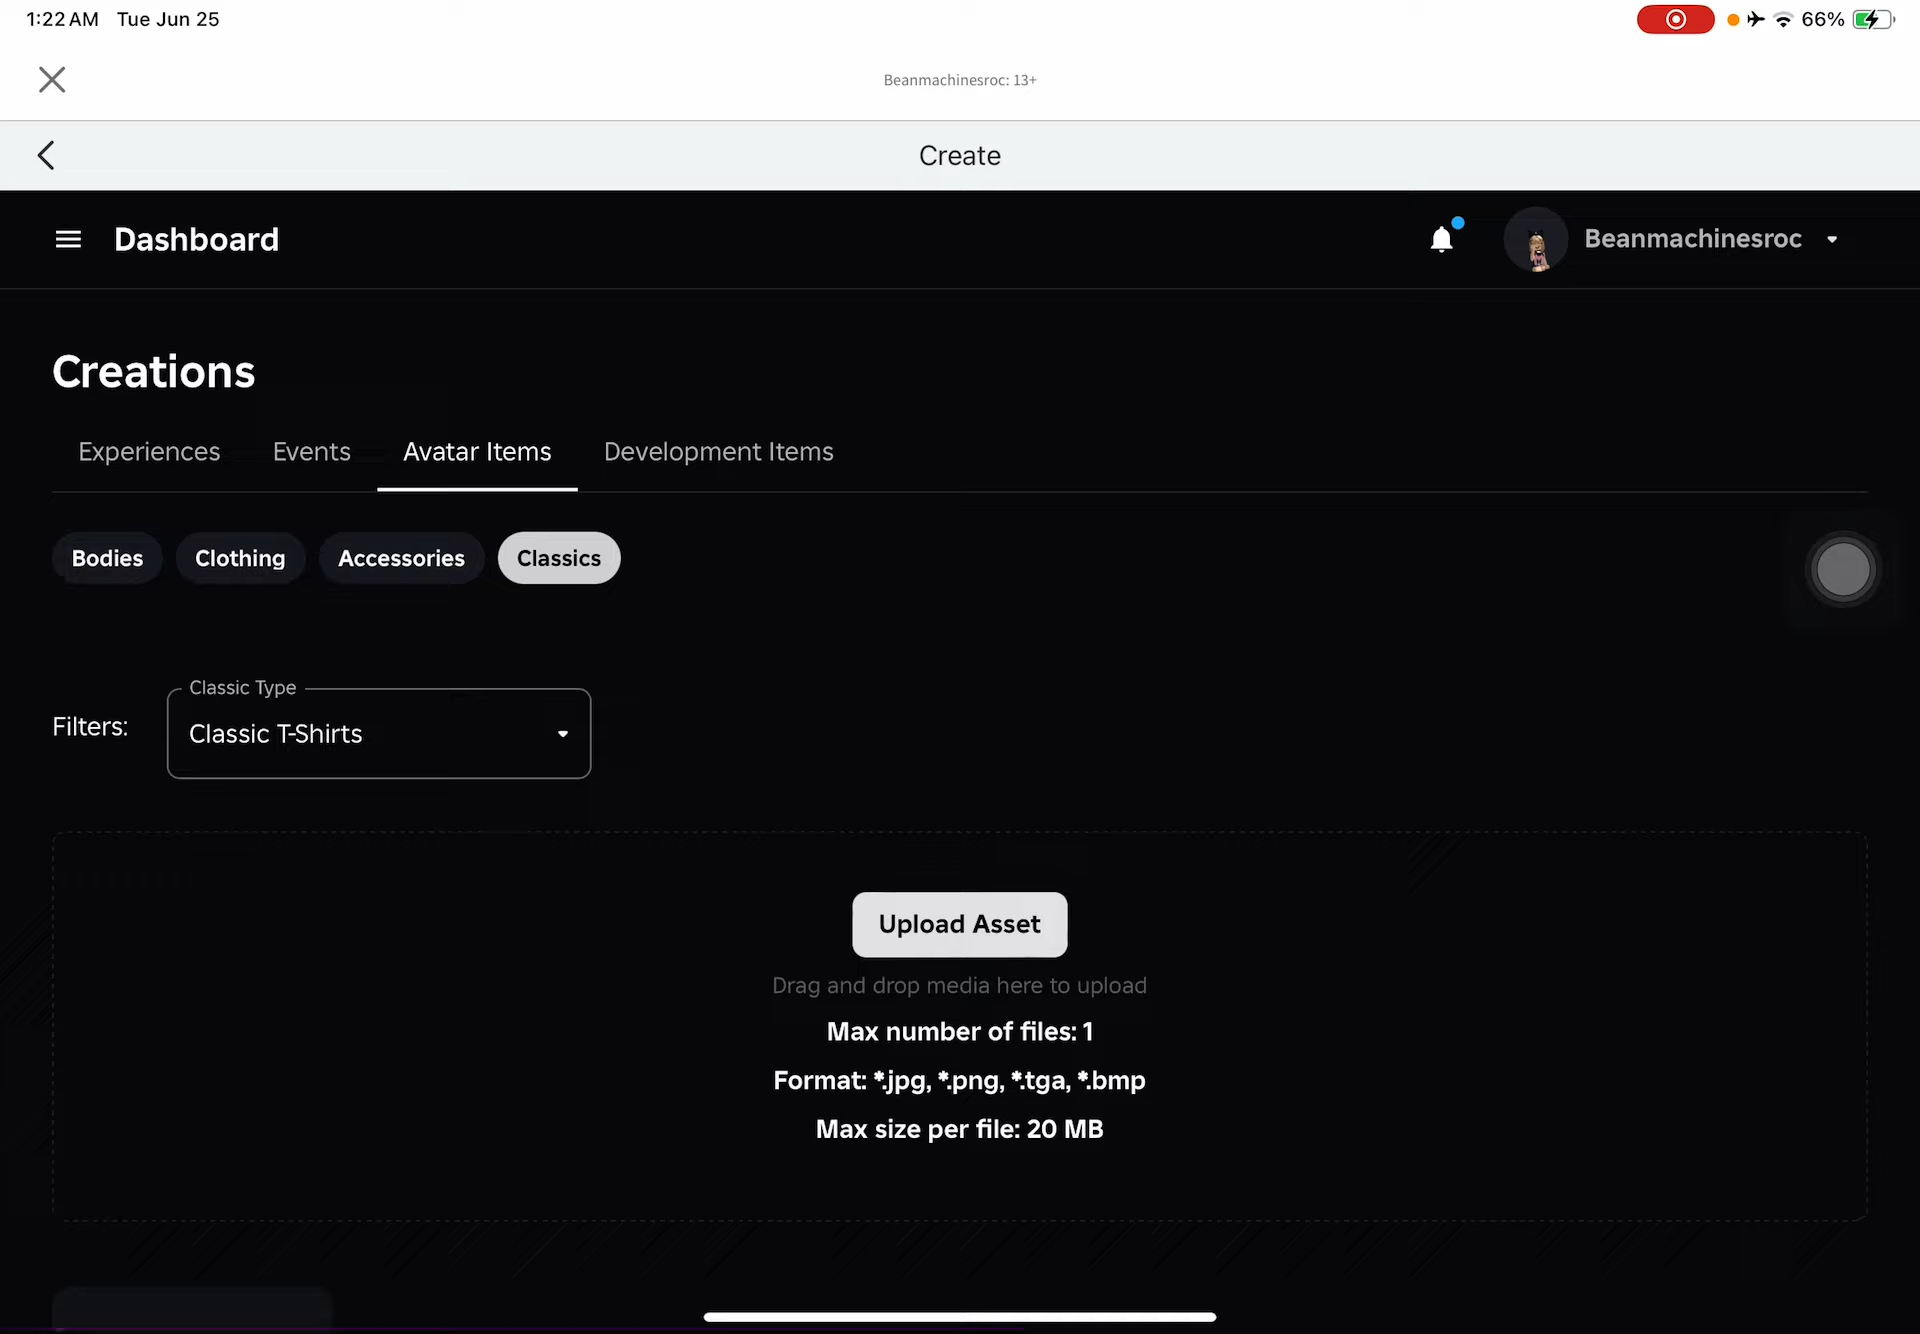 1:22 AM Tue Jun 25
66%
Beanmachinesroc: 13+
Create
Dashboard
Beanmachinesroc
Creations
Experiences Events Avatar Items Development Items
Bodies Clothing Accessories Classics
Classic Type
Filters: Classic T-Shirts
Upload Asset
Drag and drop media here to upload
Max number of files: 1
Format: *.jpg, *.png, *.tga, *.bmp
Max size per file: 20 MB